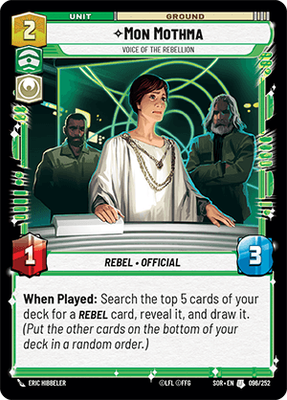 UNIT
GROUND
2
✧MON MOTHMA
VOICE OF THE REBELLION
1
3
REBEL • OFFICIAL
When Played: Search the top 5 cards of your
deck for a REBEL card, reveal it, and draw it.
(Put the other cards on the bottom of your
deck in a random order.)
ERIC HIBBELER
©LFL ©FFG
SOR • EN
096/252